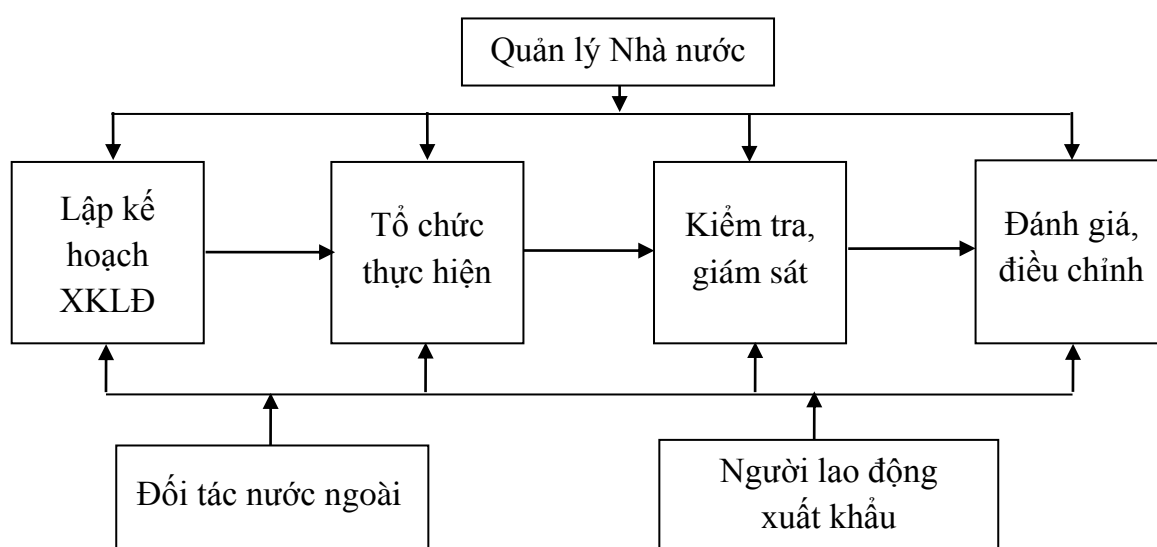 Quản lý Nhà nước
Lập kế
hoạch
XKLĐ
Tổ chức
thực hiện
Kiểm tra,
giám sát
Đánh giá,
điều chỉnh
Đối tác nước ngoài
Người lao động
xuất khẩu